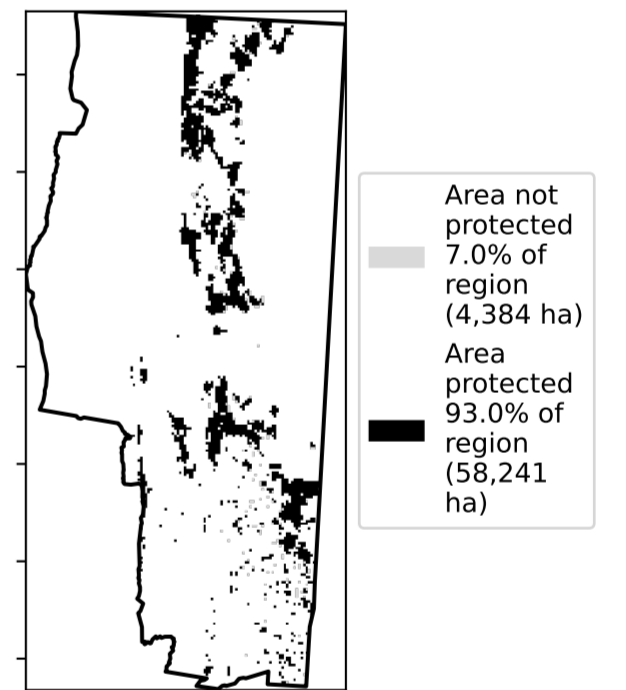 Area not
protected
7.0% of
region
(4,384 ha)
Area
protected
93.0% of
region
(58,241
ha)